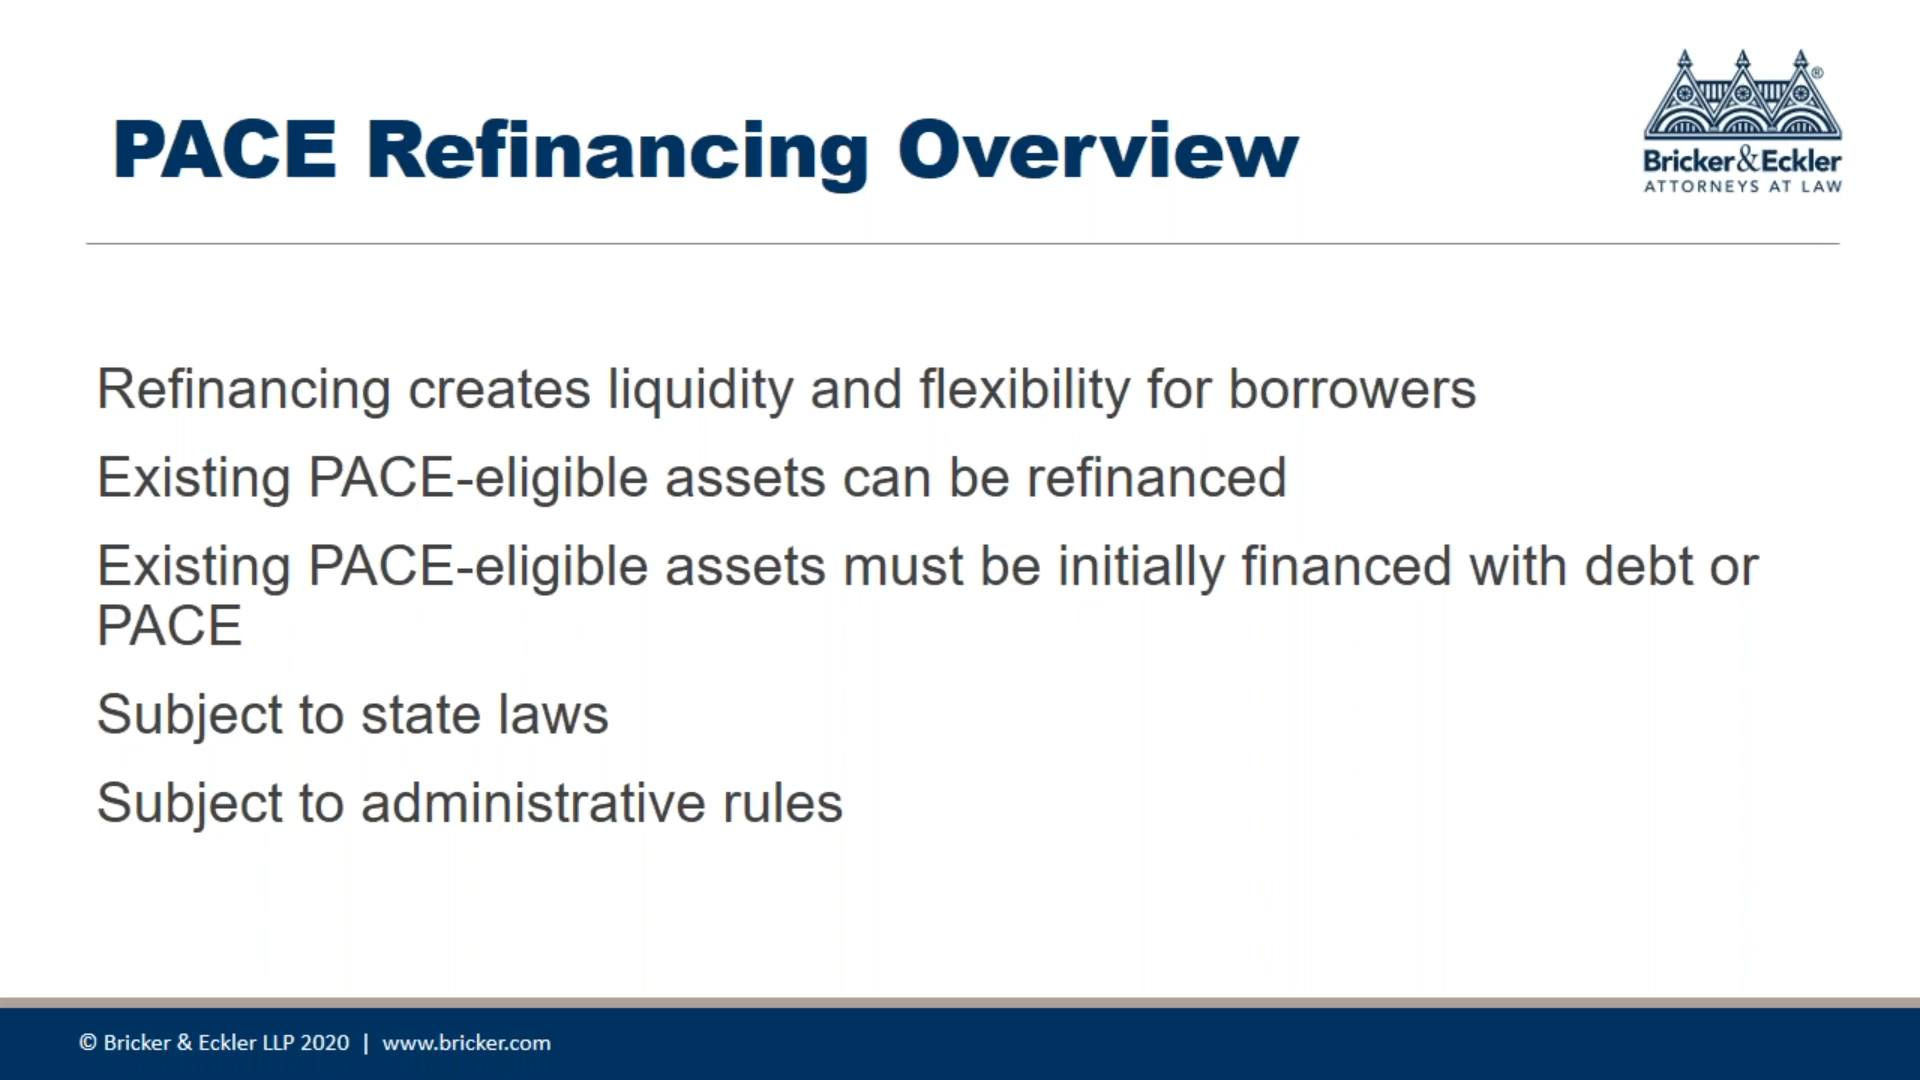 PACE Refinancing Overview
®
Bricker&Eckler
ATTORNEYS AT LAW
Refinancing creates liquidity and flexibility for borrowers
Existing PACE-eligible assets can be refinanced
Existing PACE-eligible assets must be initially financed with debt or
PACE
Subject to state laws
Subject to administrative rules
© Bricker & Eckler LLP 2020 | www.bricker.com